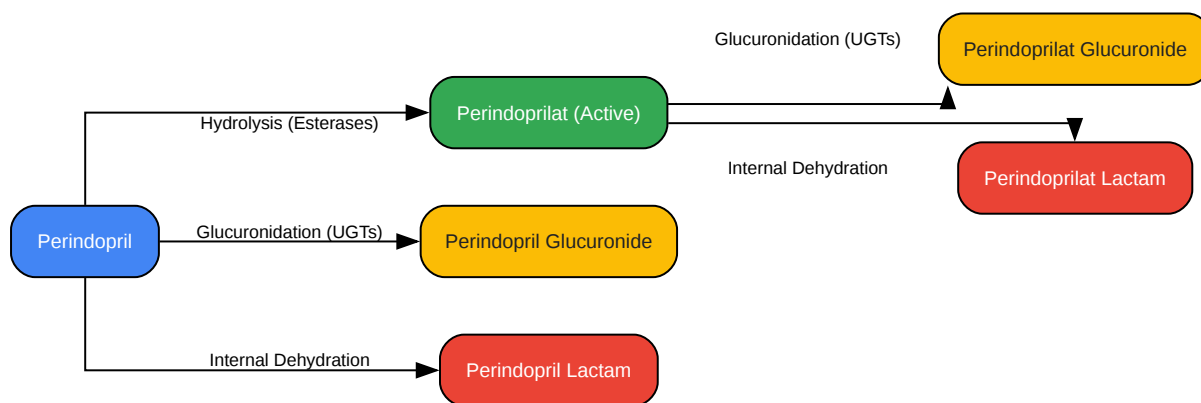 Glucuronidation (UGTs)
Perindoprilat Glucuronide
Perindoprilat (Active)
Hydrolysis (Esterases)
Internal Dehydration
Perindoprilat Lactam
Perindopril
Glucuronidation (UGTs)
Perindopril Glucuronide
Internal Dehydration
Perindopril Lactam